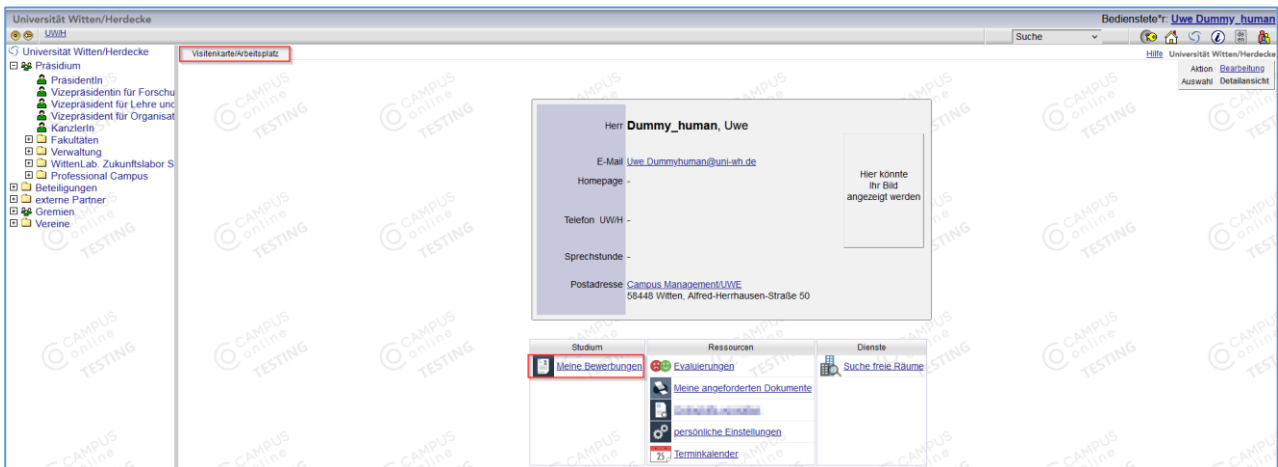 Universität Witten/Herdecke
Bedienstete*r: Uwe Dummy_human
UW/H
Suche
Universität Witten/Herdecke
Visitenkarte/Arbeitsplatz
Hilfe Universität Witten/Herdecke
Präsidium
Aktion Bearbeitung
Auswahl Detailansicht
PräsidentIn
Vizepräsidentin für Forschu
Vizepräsident für Lehre und
Vizepräsident für Organisat
KanzlerIn
Fakultäten
Verwaltung
WittenLab. Zukunftslabor S
Professional Campus
Beteiligungen
externe Partner
Gremien
Vereine
Herr Dummy_human, Uwe
E-Mail Uwe.Dummyhuman@uni-wh.de
Homepage -
Telefon UW/H -
Sprechstunde -
Postadresse Campus Management/UWE
58448 Witten, Alfred-Herrhausen-Straße 50
Hier könnte
Ihr Bild
angezeigt werden
Studium
Ressourcen
Dienste
Meine Bewerbungen
Evaluierungen
Suche freie Räume
Meine angeforderten Dokumente
persönliche Einstellungen
25
Terminkalender
CAMPUS
online
TESTING